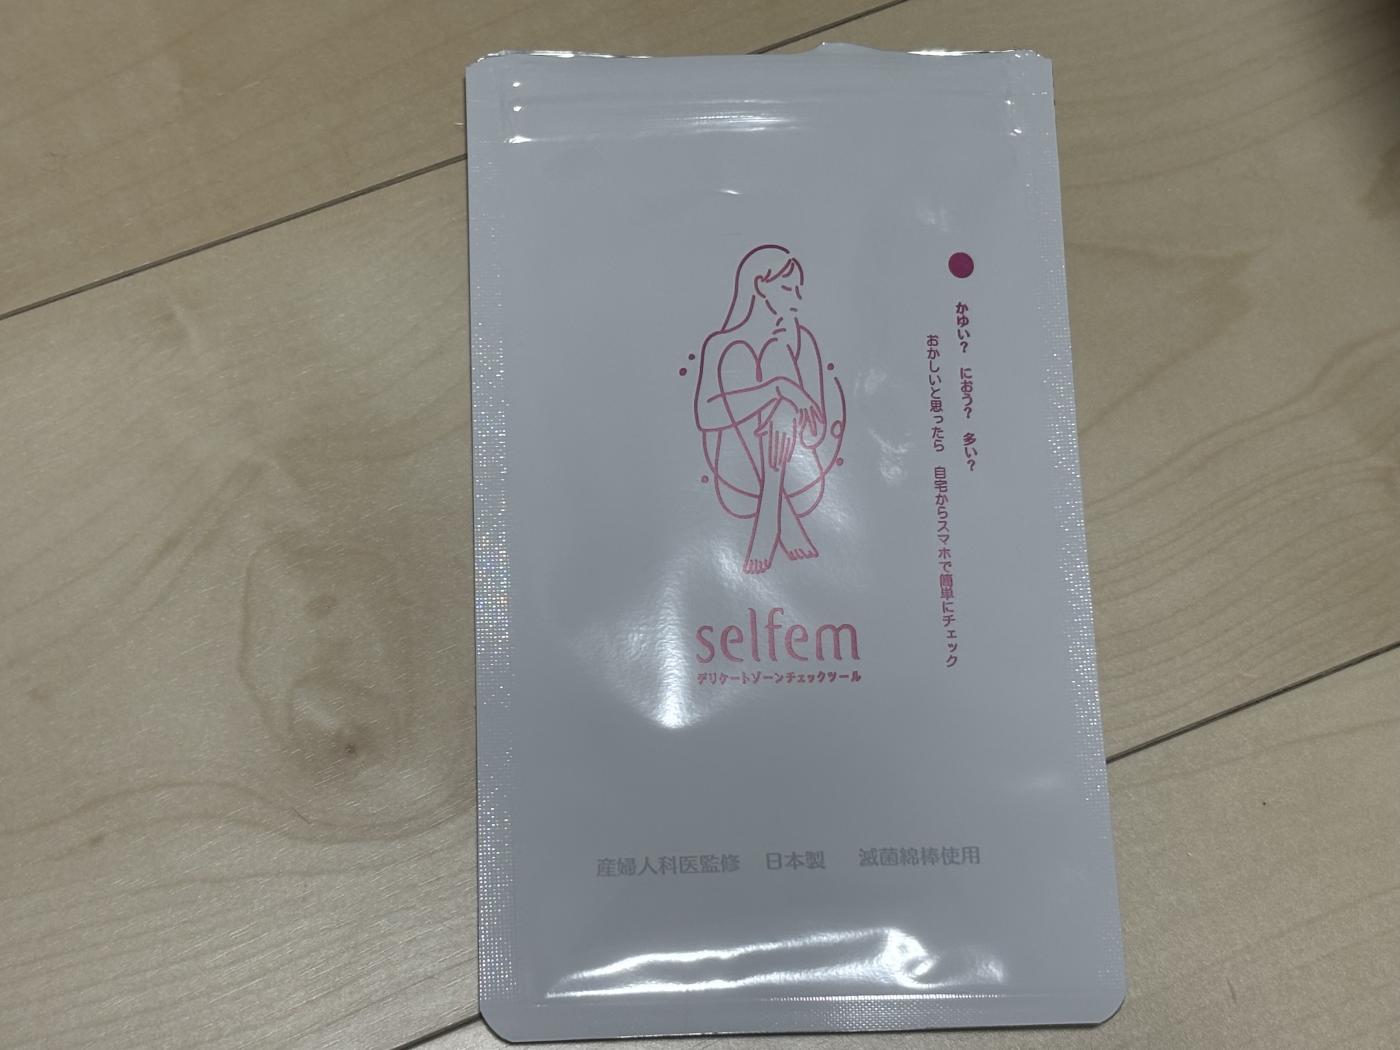 かゆい？ におう？ 多い？
おかしいと思ったら 自宅からスマホで簡単にチェック
selfem
デリケートゾーンチェックツール
産婦人科医監修 日本製 滅菌綿棒使用